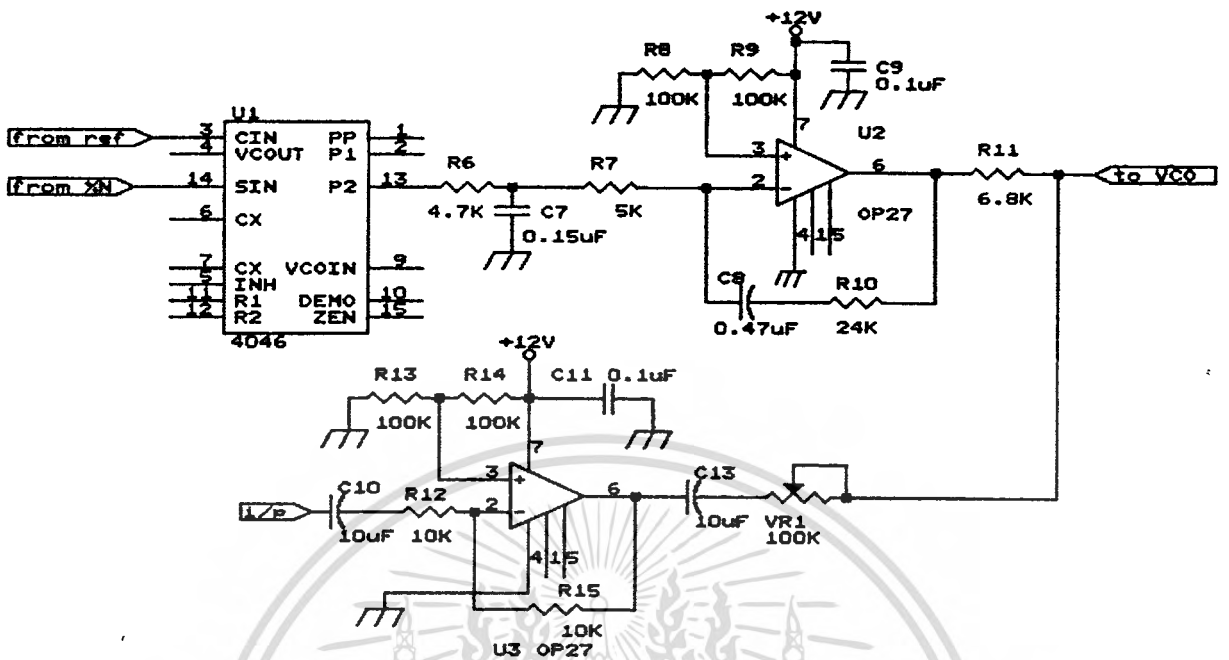 +12V
R8
R9
C9
0.1uF
100K
100K
U1
from ref
3
CIN
PP
1
4
VCOUT
P1
2
7
U2
from %N
14
SIN
P2
13
R6
4.7K
C7
0.15uF
R7
5K
3
+
2
-
6
OP27
4
1
5
R11
6.8K
to VCO
6
CX
7
CX
VCOIN
9
5
INH
11
R1
DEMO
10
12
R2
ZEN
15
4046
C8
0.47uF
R10
24K
+12V
R13
R14
C11
0.1uF
100K
100K
7
3
+
2
-
6
i/p
C10
10uF
R12
10K
4
1
5
C13
10uF
VR1
100K
R15
10K
U3 OP27